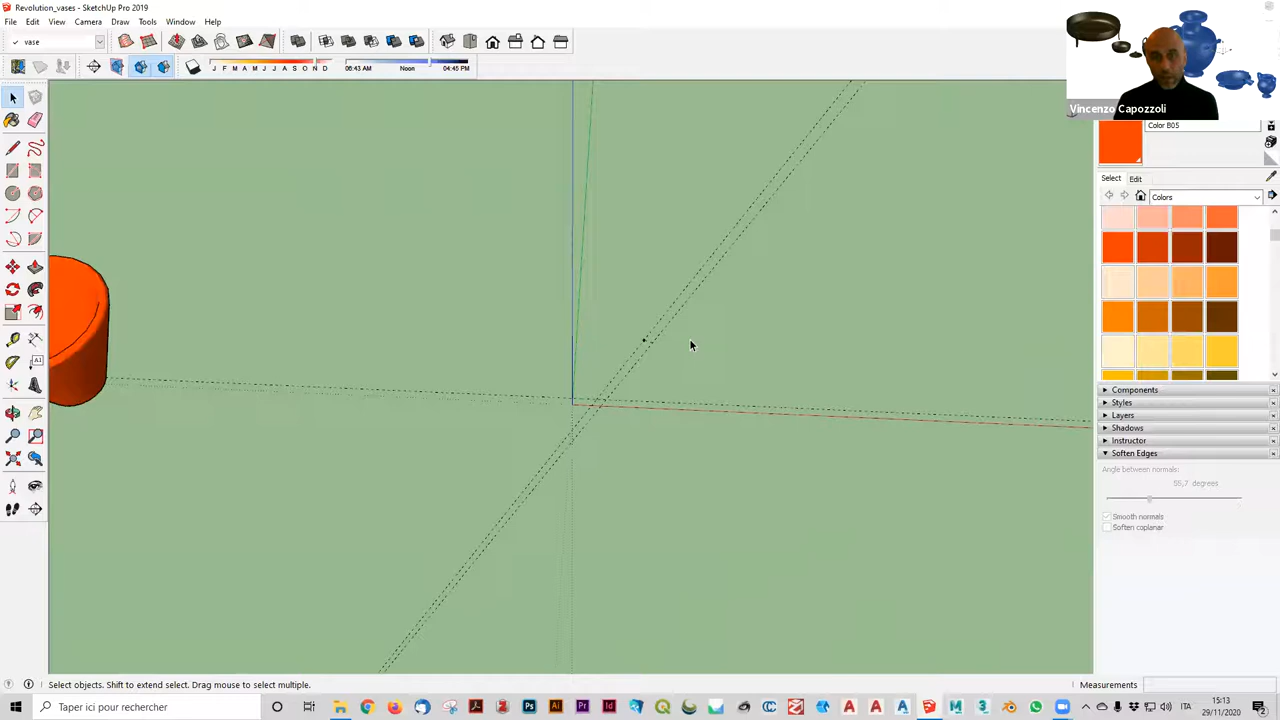 Revolution_vases - SketchUp Pro 2019
File Edit View Camera Draw Tools Window Help
✓ vase
J F M A M J J A S O N D 06:43 AM Noon 04:45 PM
Vincenzo Capozzoli
Color B05
Select Edit
Colors
Components
Styles
Layers
Shadows
Instructor
Soften Edges
Angle between normals:
55,7 degrees
Smooth normals
Soften coplanar
Select objects. Shift to extend select. Drag mouse to select multiple.
Measurements
Taper ici pour rechercher
ITA
15:13
29/11/2020